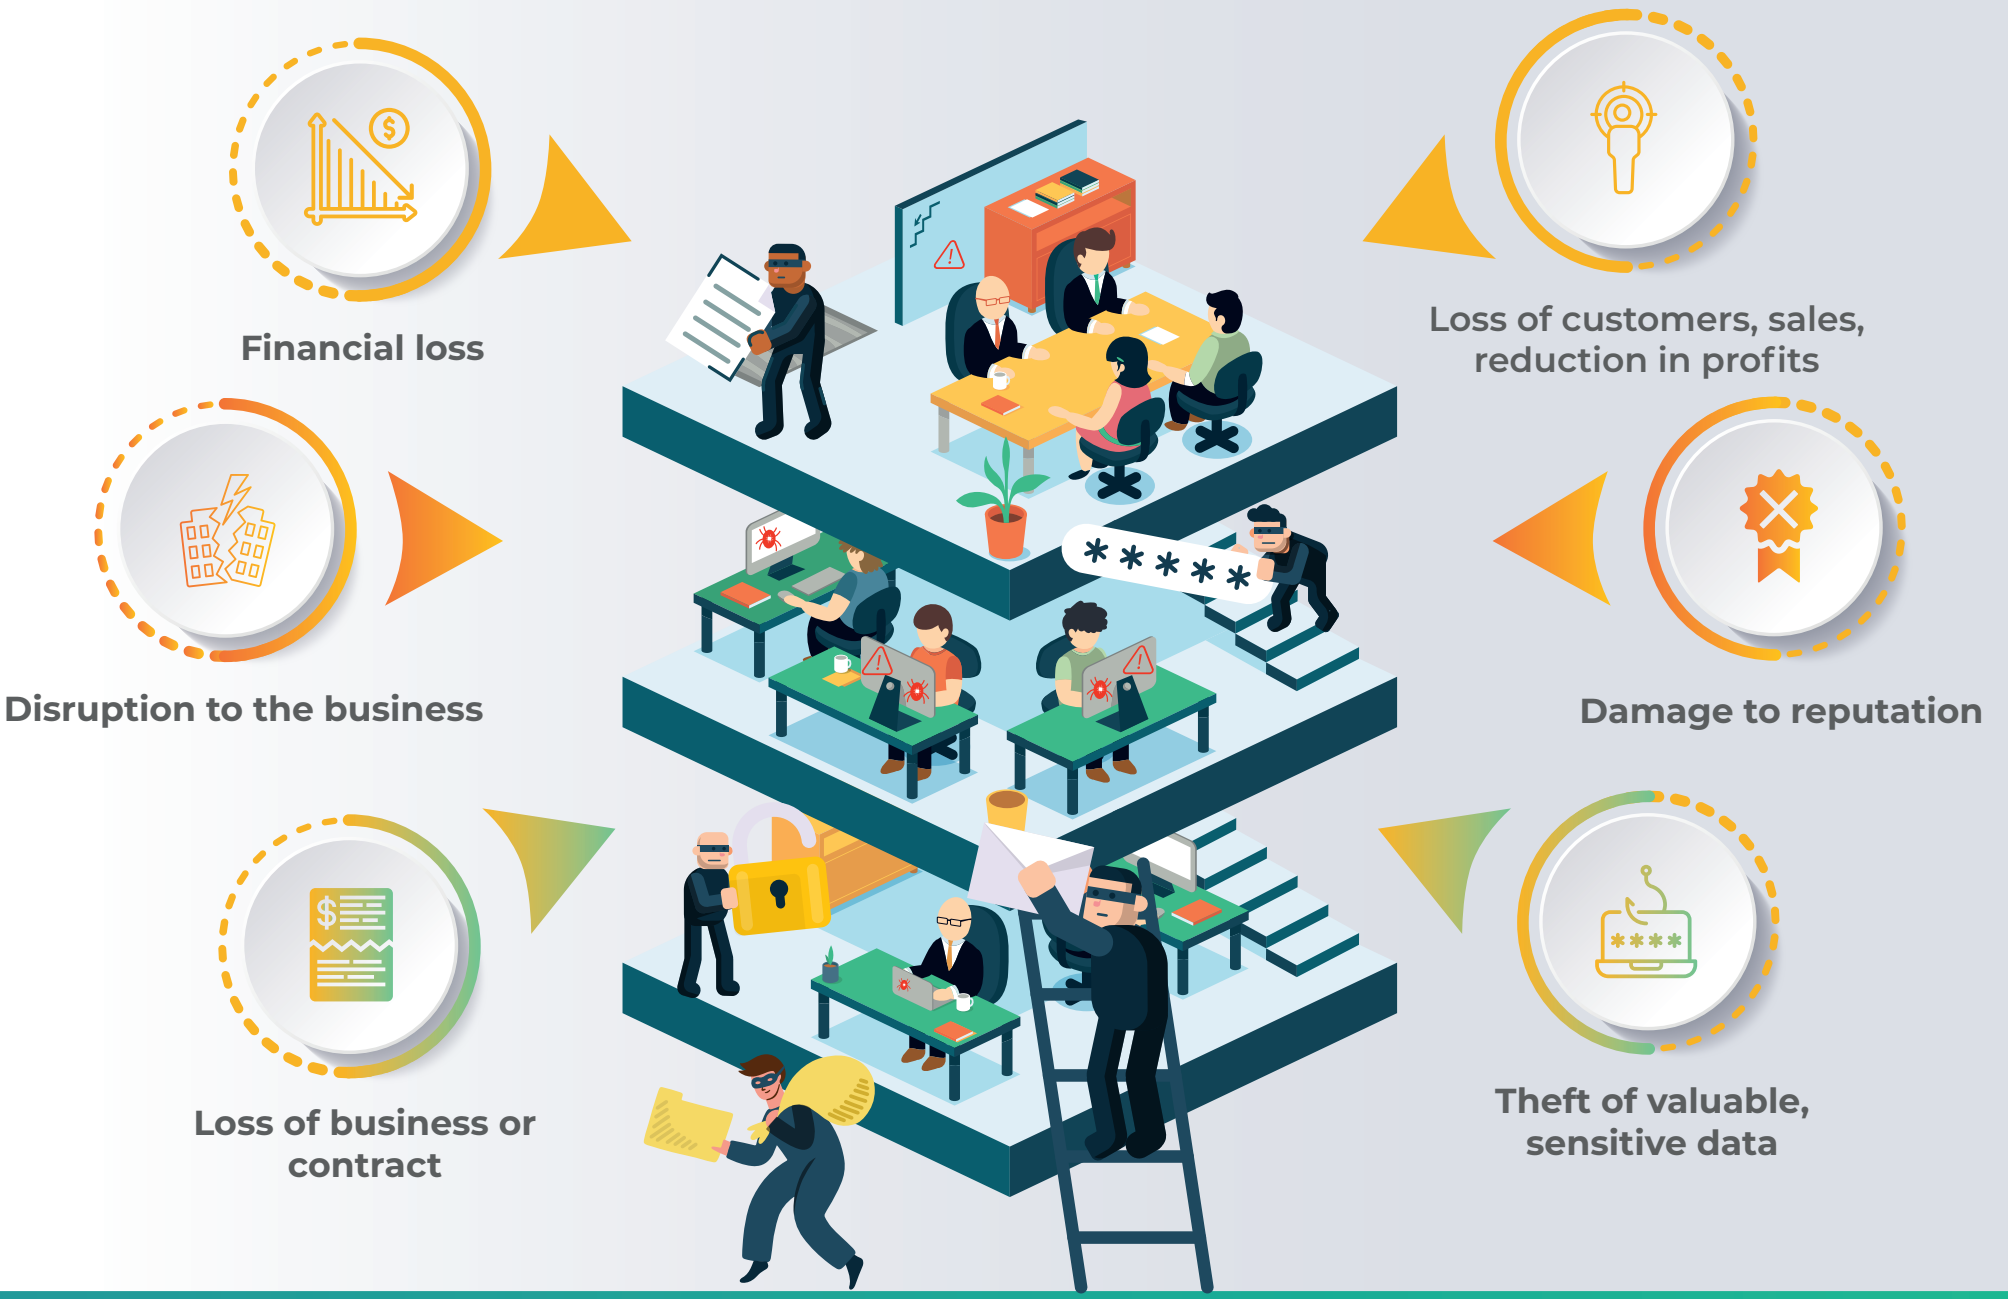 Financial loss
Loss of customers, sales,
reduction in profits
Disruption to the business
Damage to reputation
Loss of business or
contract
Theft of valuable,
sensitive data